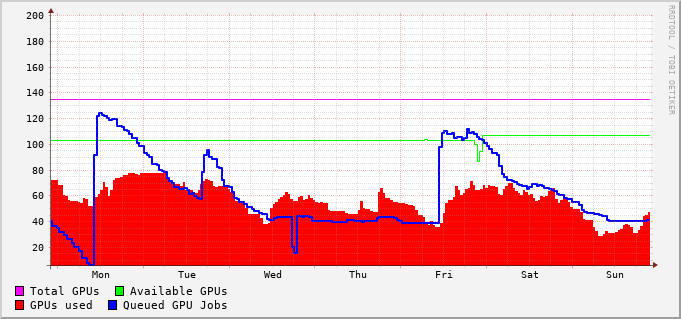 200
180
160
140
120
100
80
60
40
20
Mon Tue Wed Thu Fri Sat Sun
Total GPUs Available GPUs
GPUs used Queued GPU Jobs
RRDTOOL / TOBI OETIKER